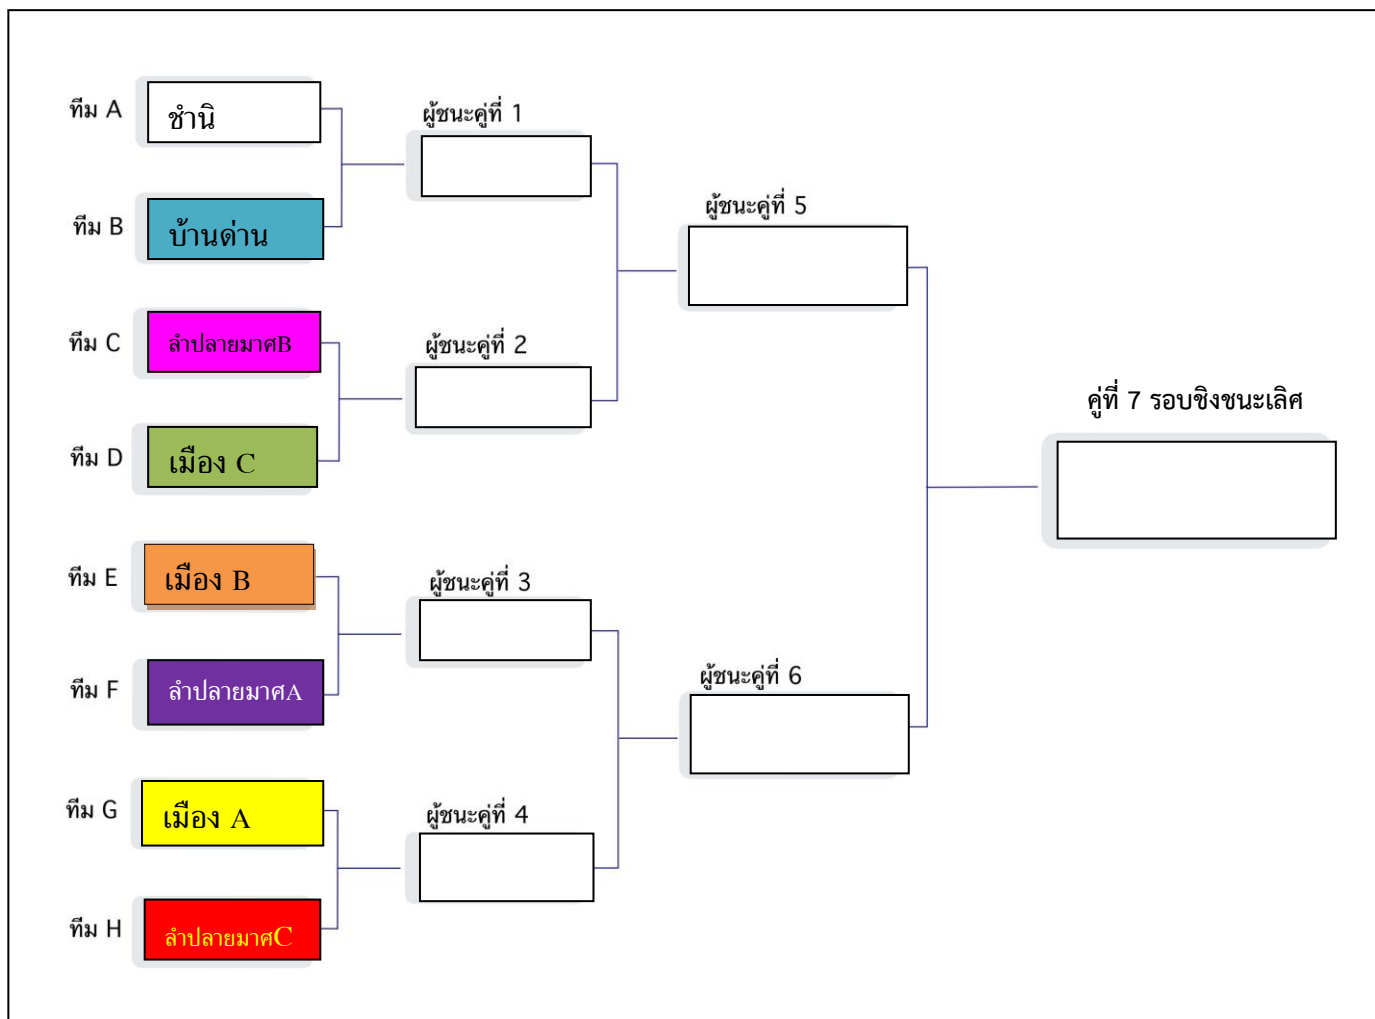 ทีม A
ชำนิ
ผู้ชนะคู่ที่ 1
ทีม B
บ้านด่าน
ผู้ชนะคู่ที่ 5
ทีม C
ลำปลายมาศB
ผู้ชนะคู่ที่ 2
ทีม D
เมือง C
คู่ที่ 7 รอบชิงชนะเลิศ
ทีม E
เมือง B
ผู้ชนะคู่ที่ 3
ทีม F
ลำปลายมาศA
ผู้ชนะคู่ที่ 6
ทีม G
เมือง A
ผู้ชนะคู่ที่ 4
ทีม H
ลำปลายมาศC